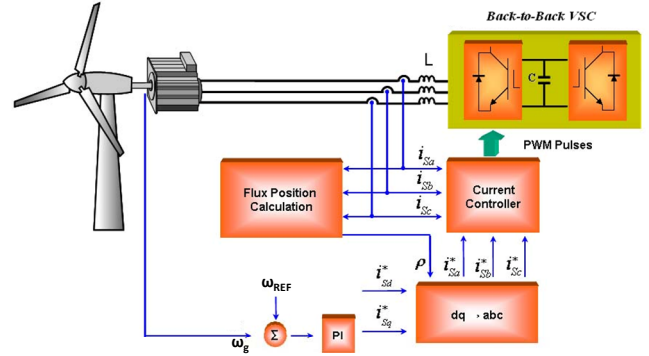 Back-to-Back VSC
L
C
PWM Pulses
i_Sa
i_Sb
i_Sc
Flux Position
Calculation
Current
Controller
ρ
i*_Sa
i*_Sb
i*_Sc
i*_Sd
i*_Sq
ω_REF
Σ
PI
dq → abc
ω_g